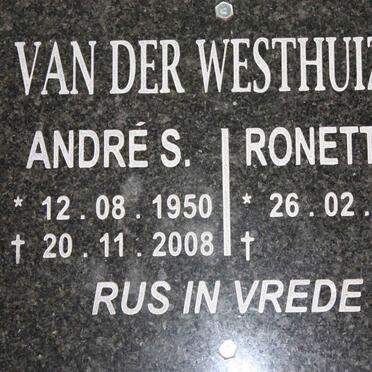 VAN DER WESTHUIZ
ANDRÉ S. RONETT
* 12 . 08 . 1950 * 26 . 02 .
† 20 . 11 . 2008 †
RUS IN VREDE